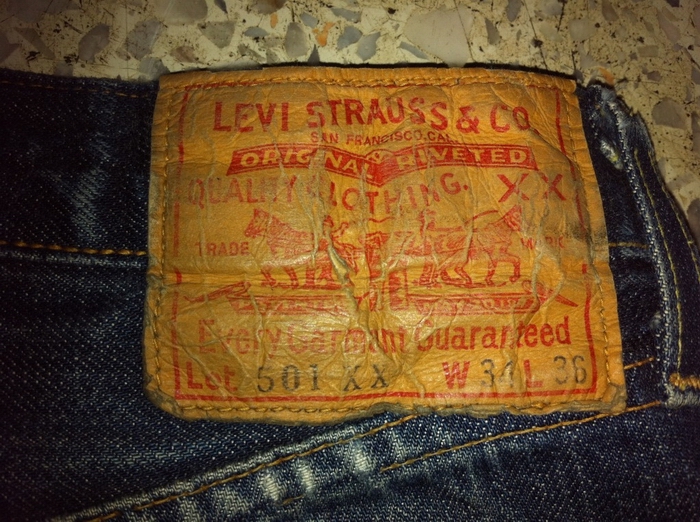 LEVI STRAUSS & CO
SAN FRANCISCO, CAL.
ORIGINAL RIVETED
QUALITY CLOTHING. XX
TRADE MARK
Every Garment Guaranteed
Lot 501 XX W 34 L 36